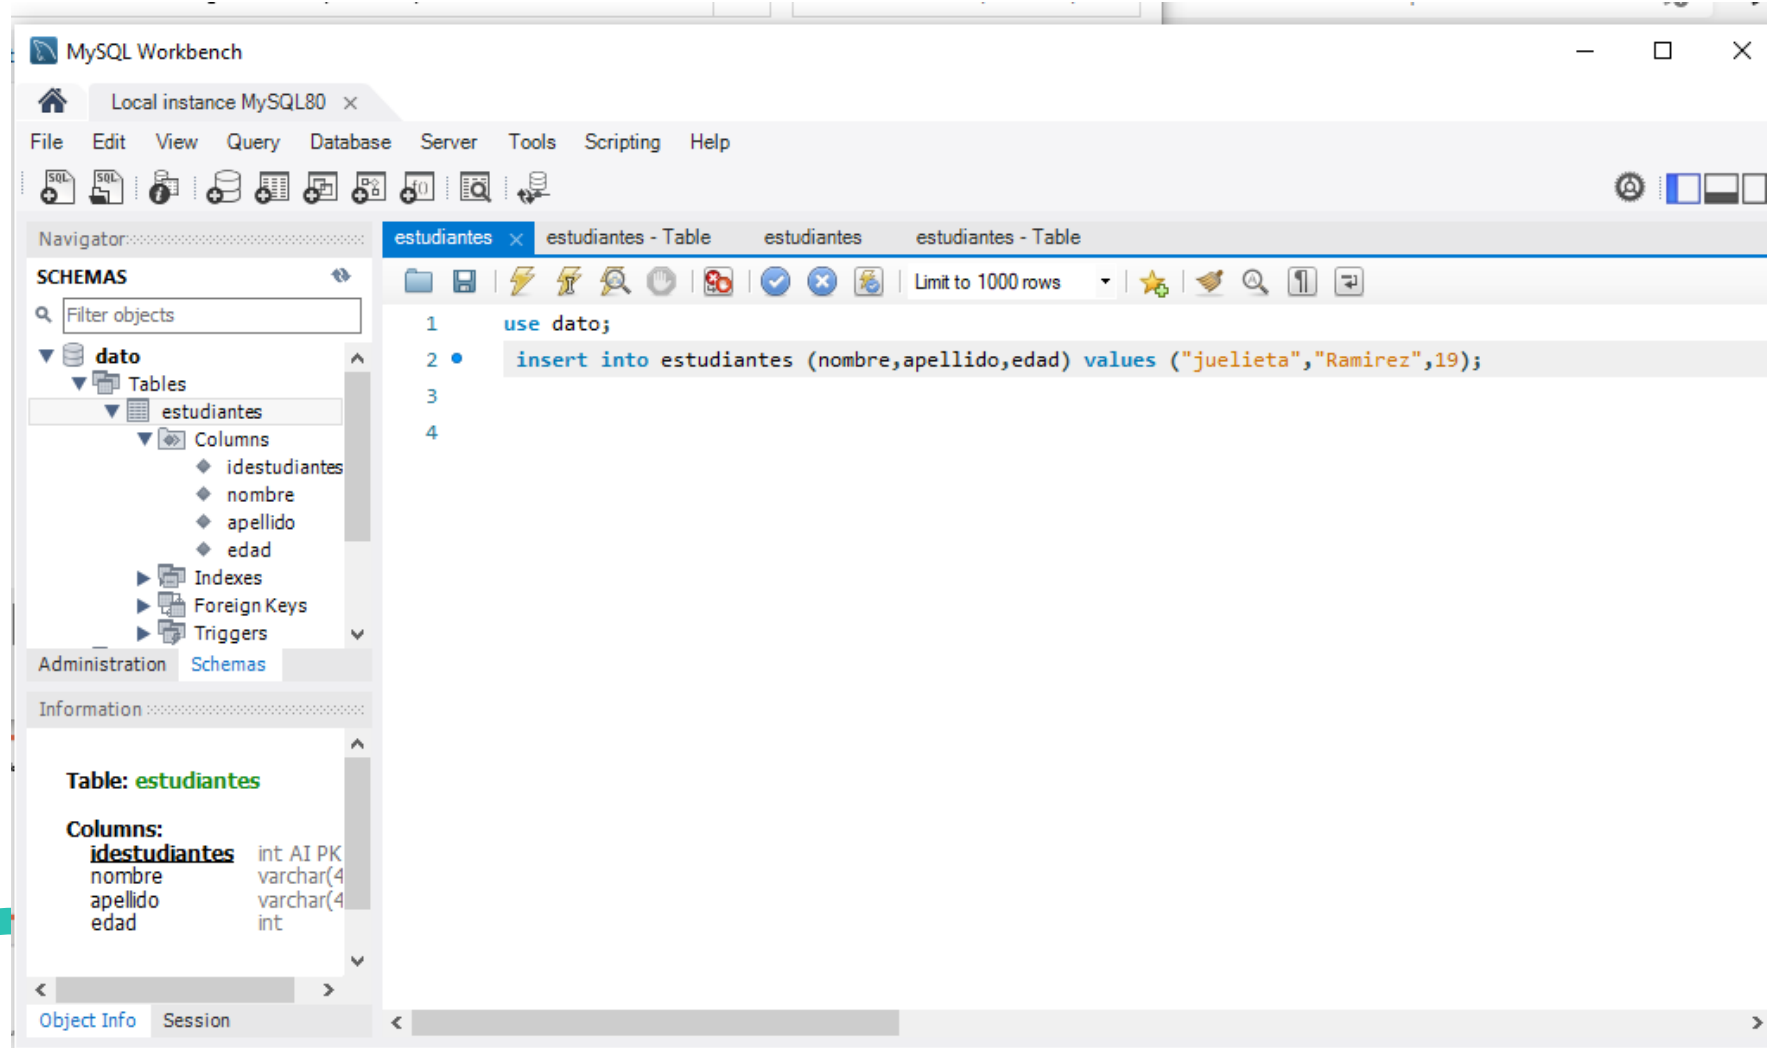 MySQL Workbench
Local instance MySQL80
File Edit View Query Database Server Tools Scripting Help
Navigator
SCHEMAS
Filter objects
dato
Tables
estudiantes
Columns
idestudiantes
nombre
apellido
edad
Indexes
Foreign Keys
Triggers
Administration Schemas
Information
Table: estudiantes
Columns:
idestudiantes int AI PK
nombre varchar(4
apellido varchar(4
edad int
Object Info Session
estudiantes estudiantes - Table estudiantes estudiantes - Table
Limit to 1000 rows
1 use dato;
2 insert into estudiantes (nombre,apellido,edad) values ("juelieta","Ramirez",19);
3
4